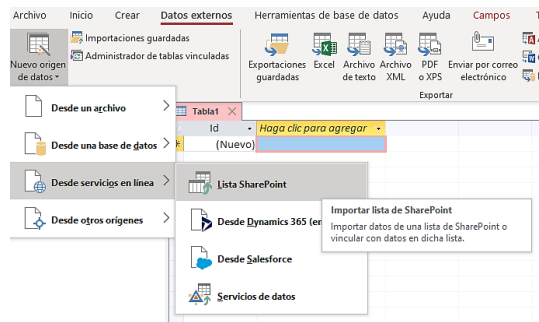 Archivo Inicio Crear Datos externos Herramientas de base de datos Ayuda Campos
Nuevo origen
de datos
Importaciones guardadas
Administrador de tablas vinculadas
Exportaciones
guardadas
Excel
Archivo
de texto
Archivo
XML
PDF
o XPS
Enviar por correo
electrónico
Exportar
Desde un archivo
Desde una base de datos
Desde servicios en línea
Desde otros orígenes
Tabla1
Id Haga clic para agregar
(Nuevo)
Lista SharePoint
Desde Dynamics 365 (en
Desde Salesforce
Servicios de datos
Importar lista de SharePoint
Importar datos de una lista de SharePoint o
vincular con datos en dicha lista.